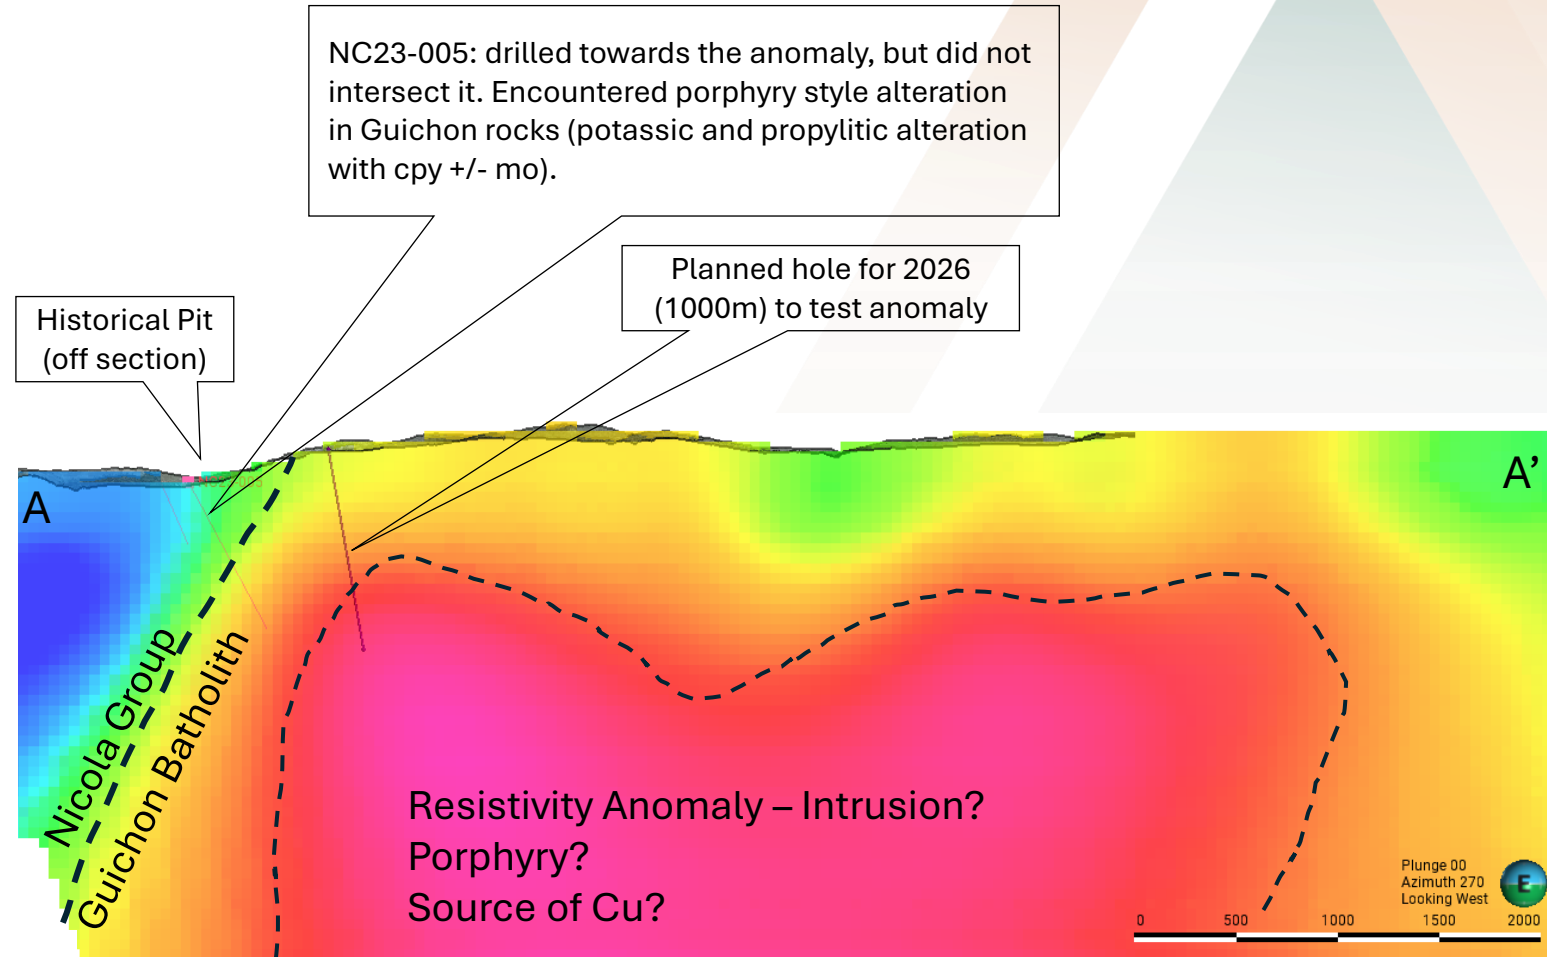 NC23-005: drilled towards the anomaly, but did not
intersect it. Encountered porphyry style alteration
in Guichon rocks (potassic and propylitic alteration
with cpy +/- mo).
Planned hole for 2026
(1000m) to test anomaly
Historical Pit
(off section)
A
A’
Nicola Group
Guichon Batholith
Resistivity Anomaly – Intrusion?
Porphyry?
Source of Cu?
Plunge 00
Azimuth 270
Looking West
E
0 500 1000 1500 2000